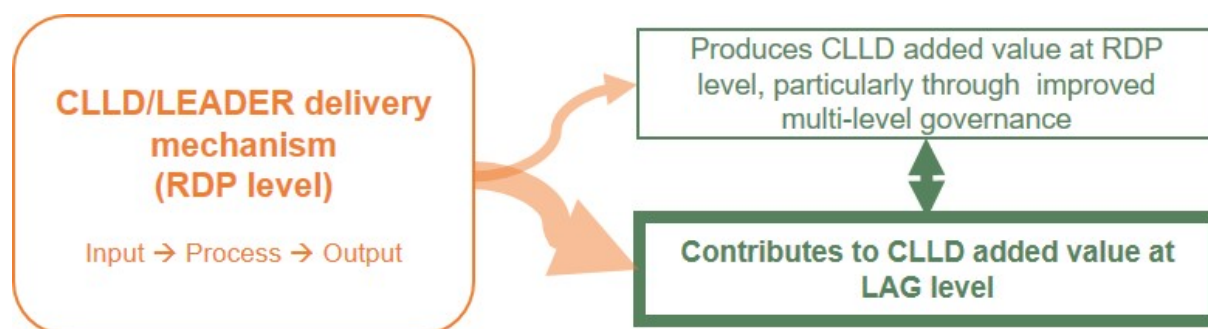 CLLD/LEADER delivery
mechanism
(RDP level)
Input → Process → Output
Produces CLLD added value at RDP
level, particularly through improved
multi-level governance
Contributes to CLLD added value at
LAG level